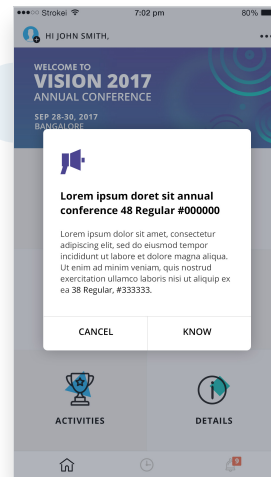 Strokei 7:02 pm 80%
HI JOHN SMITH,
WELCOME TO
VISION 2017
ANNUAL CONFERENCE
SEP 28-30, 2017
BANGALORE
Lorem ipsum doret sit annual
conference 48 Regular #000000
Lorem ipsum dolor sit amet, consectetur
adipiscing elit, sed do eiusmod tempor
incididunt ut labore et dolore magna aliqua.
Ut enim ad minim veniam, quis nostrud
exercitation ullamco laboris nisi ut aliquip ex
ea 38 Regular, #333333.
CANCEL KNOW
ACTIVITIES DETAILS
9